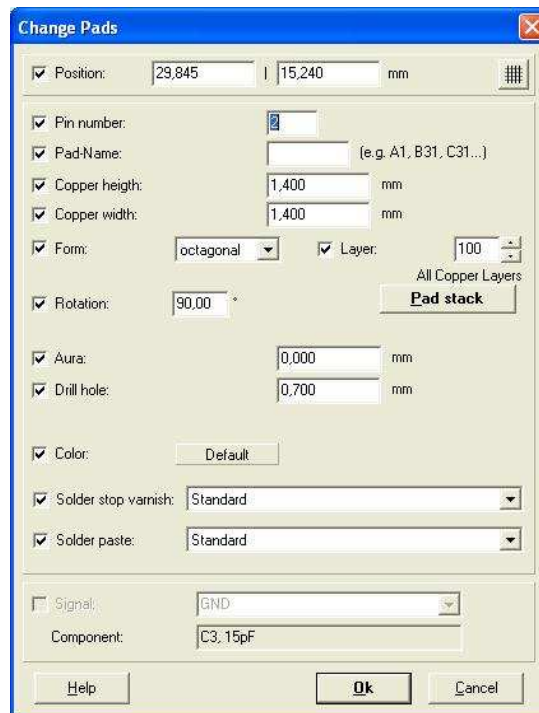 Change Pads
Position: 29,845 | 15,240 mm
Pin number: 2
Pad-Name: (e.g. A1, B31, C31...)
Copper heigth: 1,400 mm
Copper width: 1,400 mm
Form: octagonal Layer: 100
All Copper Layers
Rotation: 90,00 ° Pad stack
Aura: 0,000 mm
Drill hole: 0,700 mm
Color: Default
Solder stop varnish: Standard
Solder paste: Standard
Signal: GND
Component: C3, 15pF
Help Ok Cancel